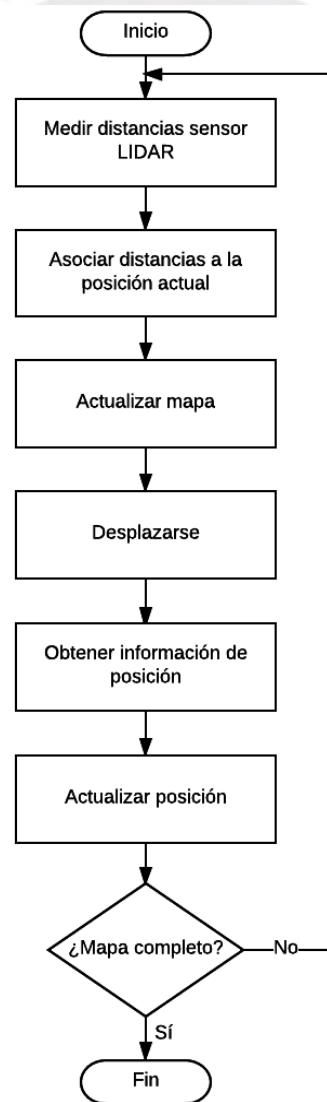 Inicio
Medir distancias sensor
LIDAR
Asociar distancias a la
posición actual
Actualizar mapa
Desplazarse
Obtener información de
posición
Actualizar posición
¿Mapa completo?
No
Sí
Fin